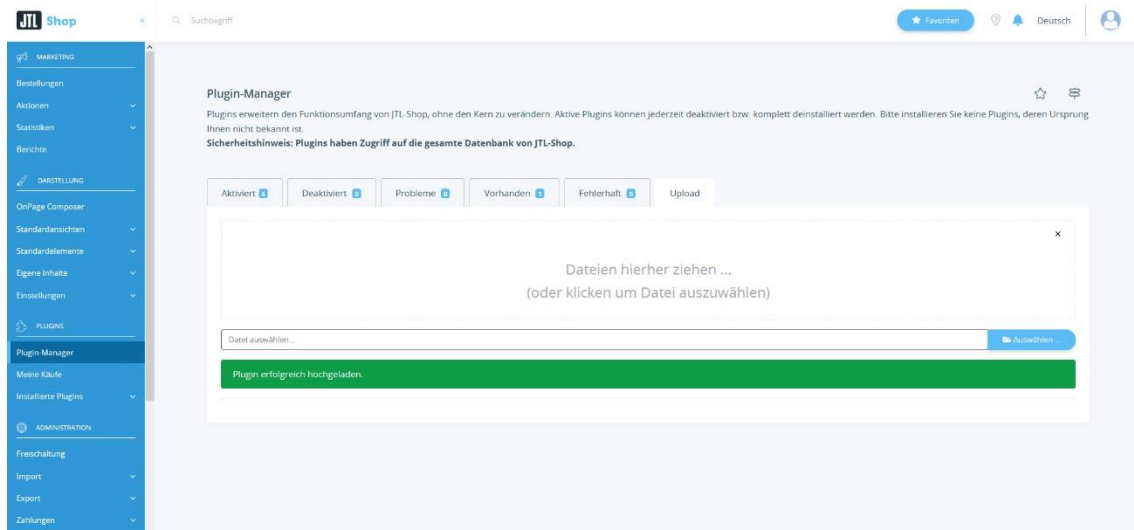 JTL Shop
Suchbegriff
Favoriten
Deutsch
MARKETING
Bestellungen
Aktionen
Statistiken
Berichte
DARSTELLUNG
OnPage Composer
Standardansichten
Standardelemente
Eigene Inhalte
Einstellungen
PLUGINS
Plugin-Manager
Meine Käufe
Installierte Plugins
ADMINISTRATION
Freischaltung
Import
Export
Zahlungen
Plugin-Manager
Plugins erweitern den Funktionsumfang von JTL-Shop, ohne den Kern zu verändern. Aktive Plugins können jederzeit deaktiviert bzw. komplett deinstalliert werden. Bitte installieren Sie keine Plugins, deren Ursprung
Ihnen nicht bekannt ist.
Sicherheitshinweis: Plugins haben Zugriff auf die gesamte Datenbank von JTL-Shop.
Aktiviert
Deaktiviert 0
Probleme 0
Vorhanden 1
Fehlerhaft 0
Upload
Dateien hierher ziehen ...
(oder klicken um Datei auszuwählen)
Datei auswählen...
Auswählen ...
Plugin erfolgreich hochgeladen.